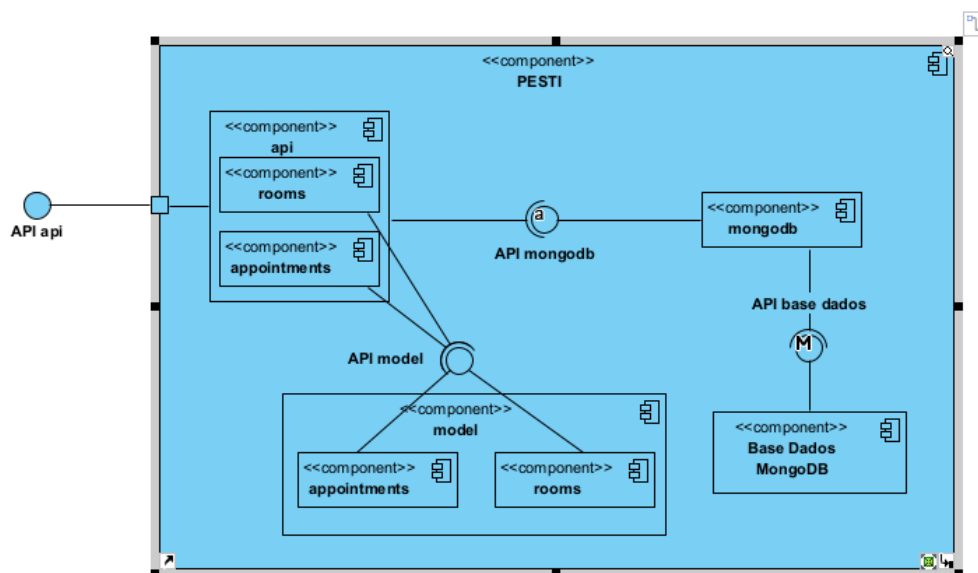 <<component>>
PESTI
<<component>>
api
<<component>>
rooms
<<component>>
appointments
API api
a
API mongodb
<<component>>
mongodb
API base dados
M
API model
<<component>>
model
<<component>>
appointments
<<component>>
rooms
<<component>>
Base Dados
MongoDB